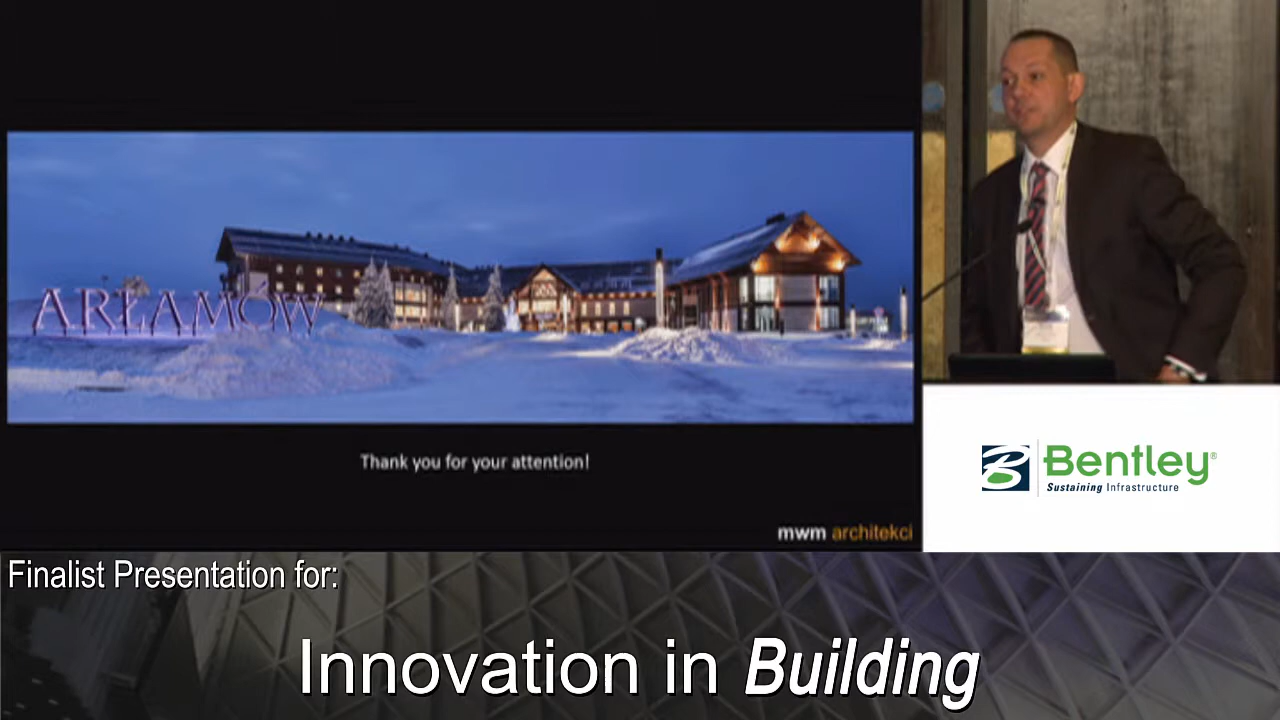 ARŁAMÓW
Thank you for your attention!
mwm architekci
B Bentley®
Sustaining Infrastructure
Finalist Presentation for:
Innovation in Building